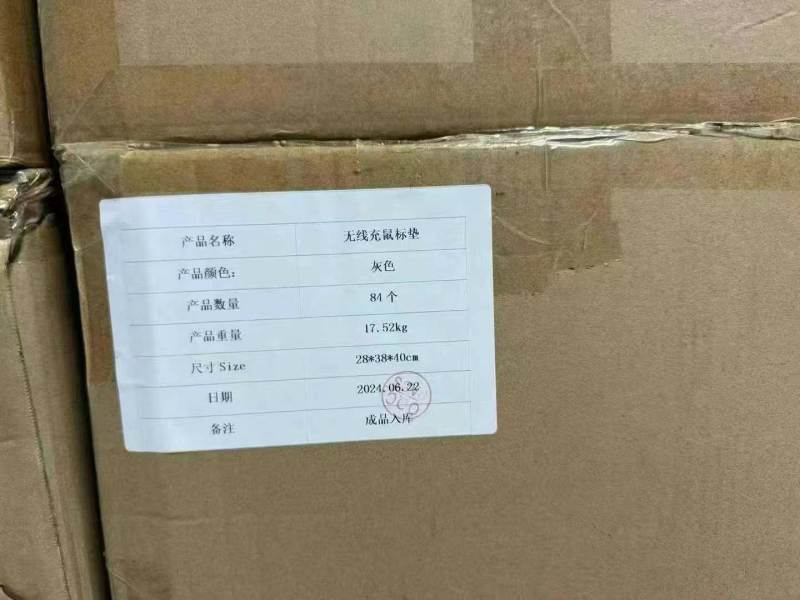 产品名称 无线充鼠标垫
产品颜色: 灰色
产品数量 84个
产品重量 17.52kg
尺寸Size 28*38*40cm
日期 2024.06.22
备注 成品入库